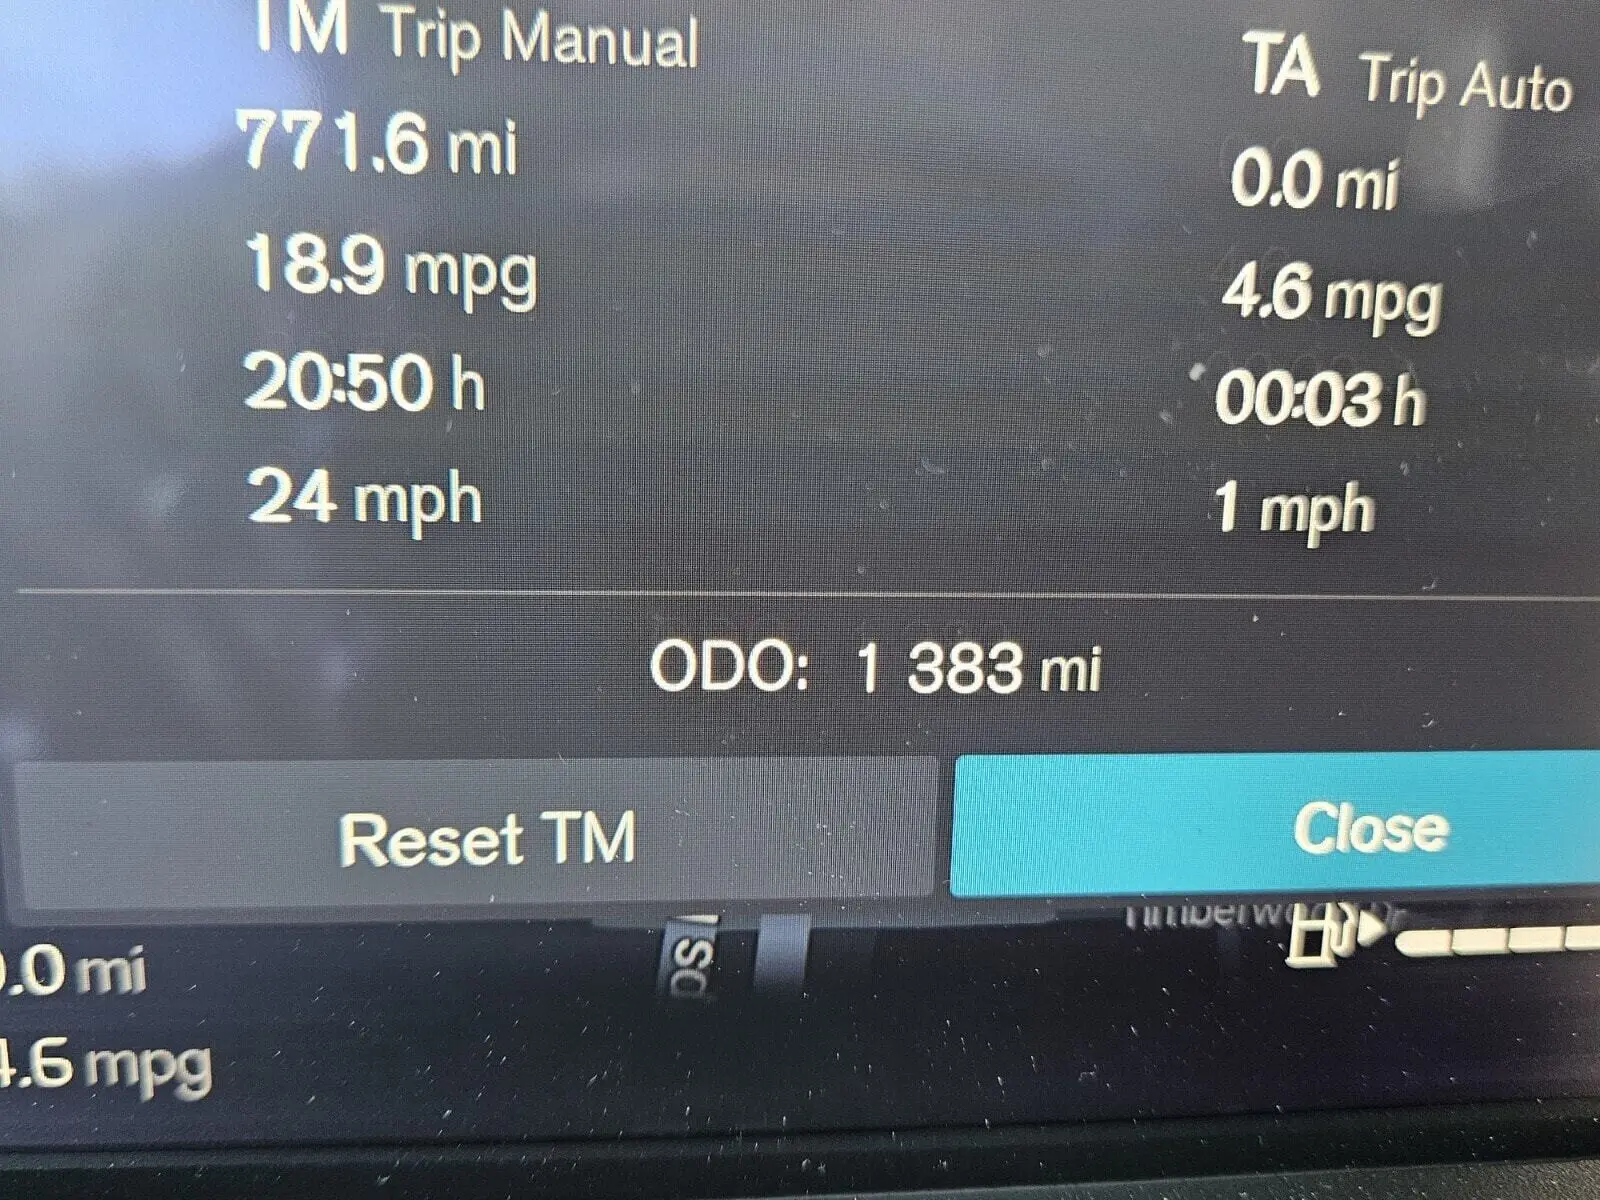 TM Trip Manual
771.6 mi
18.9 mpg
20:50 h
24 mph
TA Trip Auto
0.0 mi
4.6 mpg
00:03 h
1 mph
ODO: 1 383 mi
Reset TM
Close
.0 mi
4.6 mpg